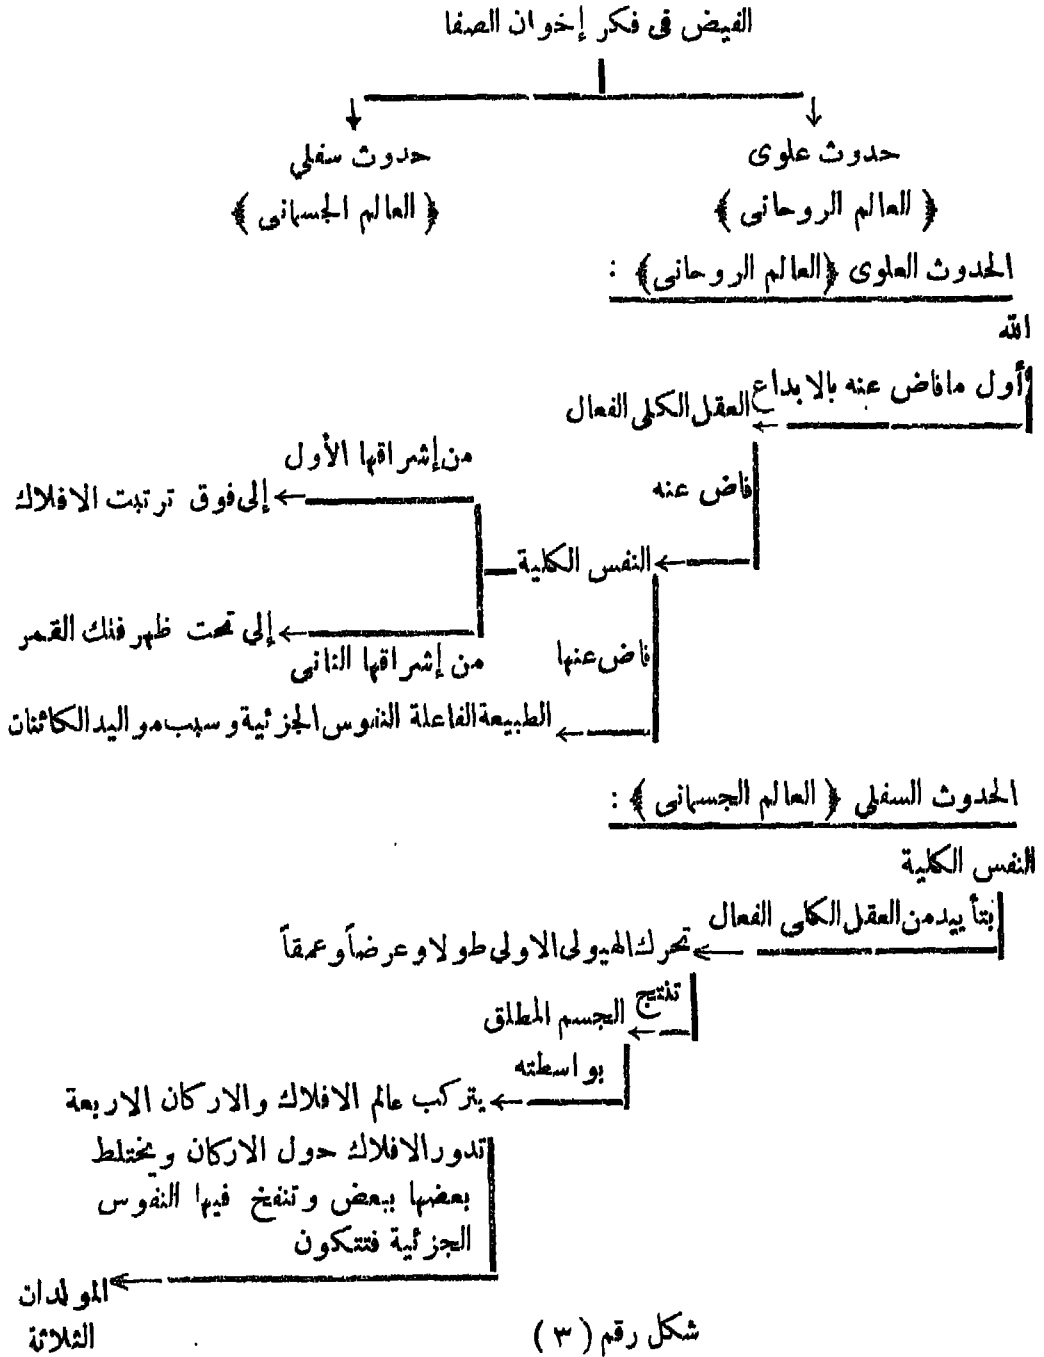 الفيض فى فكر إخوان الصفا
حدوث علوى
حدوث سفلي
﴿ العالم الروحانى ﴾
﴿ العالم الجسمانى ﴾
الحدوث العلوى ﴿العالم الروحانى﴾ :
الله
أول مافاض عنه بالابداع
العقل الكلى الفعال
فاض عنه
النفس الكلية
من إشراقها الأول
إلى فوق ترتبت الافلاك
إلي تحت ظهر فلك القمر
من إشراقها الثانى
فاض عنها
الطبيعة الفاعلة النفوس الجزئية وسبب مواليد الكائنات
الحدوث السفلي ﴿ العالم الجسمانى ﴾ :
النفس الكلية
بتأييد من العقل الكلى الفعال
تحرك الهيولى الاولي طولا وعرضاً وعمقاً
تنتج
الجسم المطلق
بواسطته
يتركب عالم الافلاك والاركان الاربعة
تدور الافلاك حول الاركان ويختلط
بعضها ببعض وتنفخ فيها النفوس
الجزئية فتتكون
المولدات
الثلاثة
شكل رقم ( ٣ )